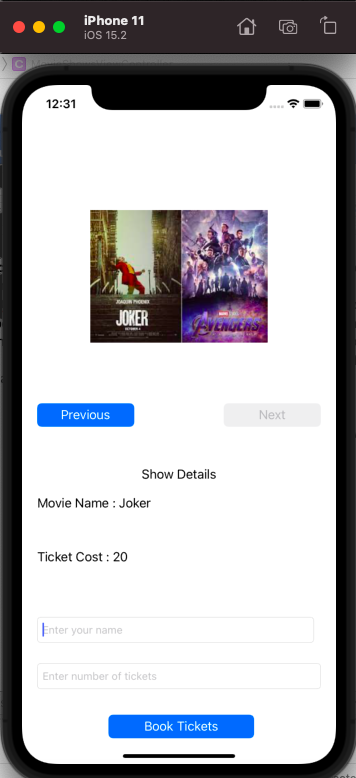 iPhone 11
iOS 15.2
12:31
JOAQUIN PHOENIX
JOKER
AVENGERS
Previous
Next
Show Details
Movie Name : Joker
Ticket Cost : 20
Enter your name
Enter number of tickets
Book Tickets